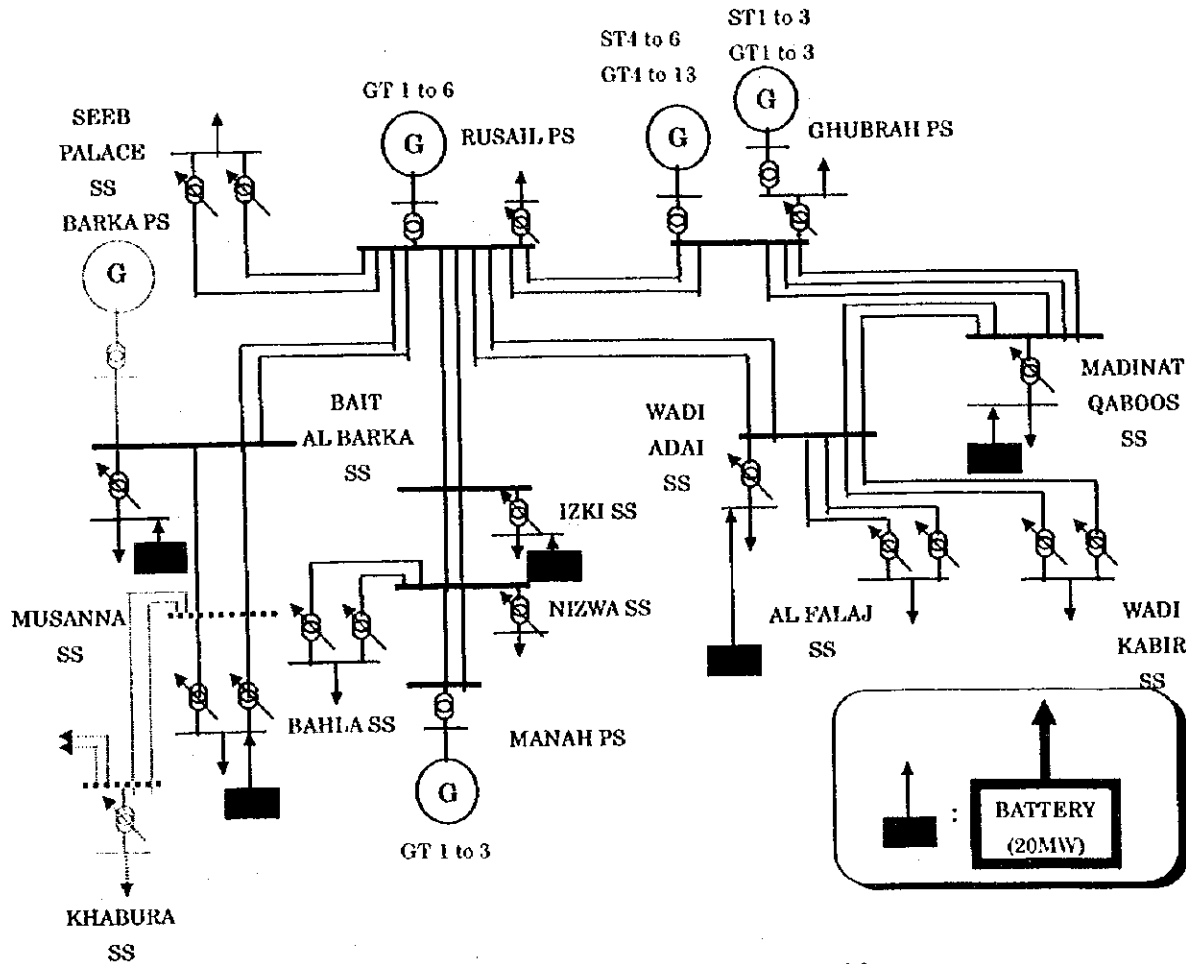 ST1 to 3
ST4 to 6
GT1 to 3
GT4 to 13
GT 1 to 6
G
GHUBRAH PS
SEEB
PALACE
SS
G
RUSAIL PS
G
BARKA PS
G
BAIT
AL BARKA
SS
WADI
ADAI
SS
MADINAT
QABOOS
SS
IZKI SS
MUSANNA
SS
NIZWA SS
AL FALAJ
SS
WADI
KABIR
SS
BAHLA SS
MANAH PS
G
GT 1 to 3
:
BATTERY
(20MW)
KHABURA
SS